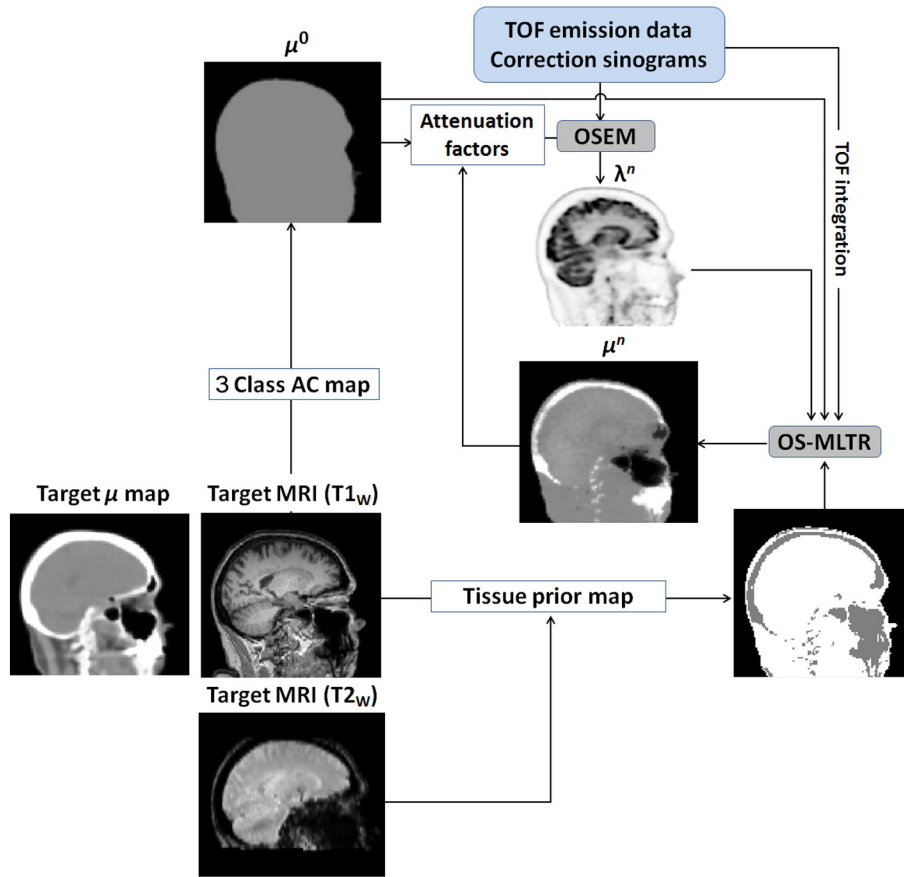 μ⁰
TOF emission data
Correction sinograms
Attenuation
factors
OSEM
λⁿ
TOF integration
μⁿ
3 Class AC map
OS-MLTR
Target μ map
Target MRI (T1w)
Tissue prior map
Target MRI (T2w)